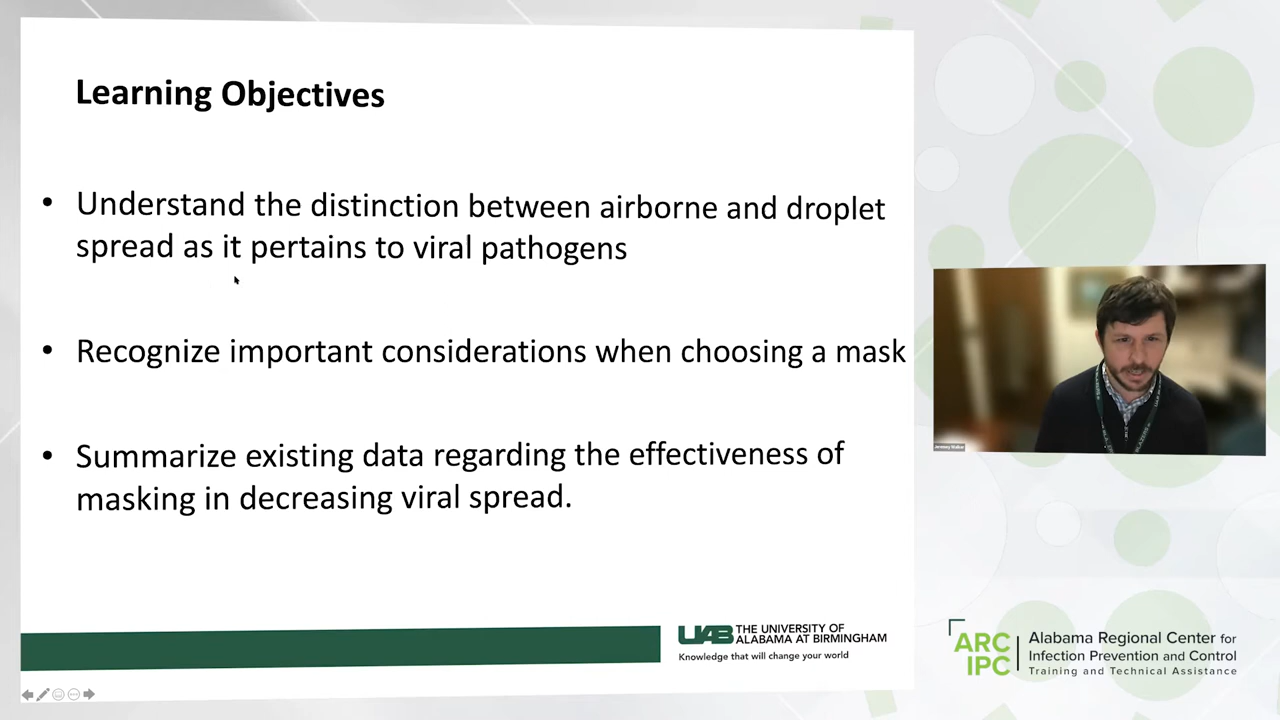 Learning Objectives
• Understand the distinction between airborne and droplet
spread as it pertains to viral pathogens
• Recognize important considerations when choosing a mask
• Summarize existing data regarding the effectiveness of
masking in decreasing viral spread.
UAB
THE UNIVERSITY OF
ALABAMA AT BIRMINGHAM
Knowledge that will change your world
Jeremey Walker
ARC
IPC
Alabama Regional Center for
Infection Prevention and Control
Training and Technical Assistance